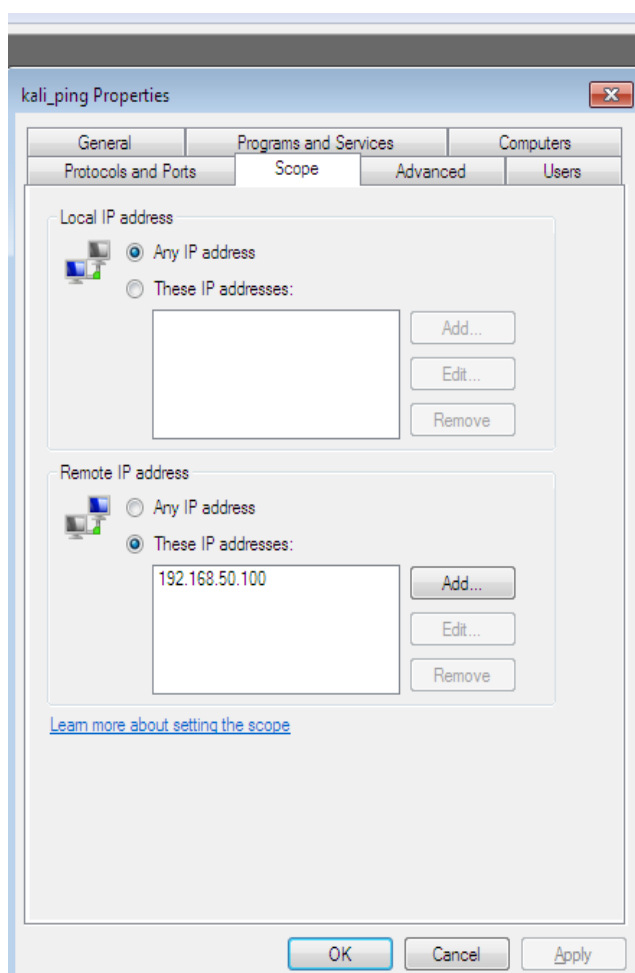 kali_ping Properties
General Programs and Services Computers
Protocols and Ports Scope Advanced Users
Local IP address
Any IP address
These IP addresses:
Add...
Edit...
Remove
Remote IP address
Any IP address
These IP addresses:
192.168.50.100
Add...
Edit...
Remove
Learn more about setting the scope
OK Cancel Apply